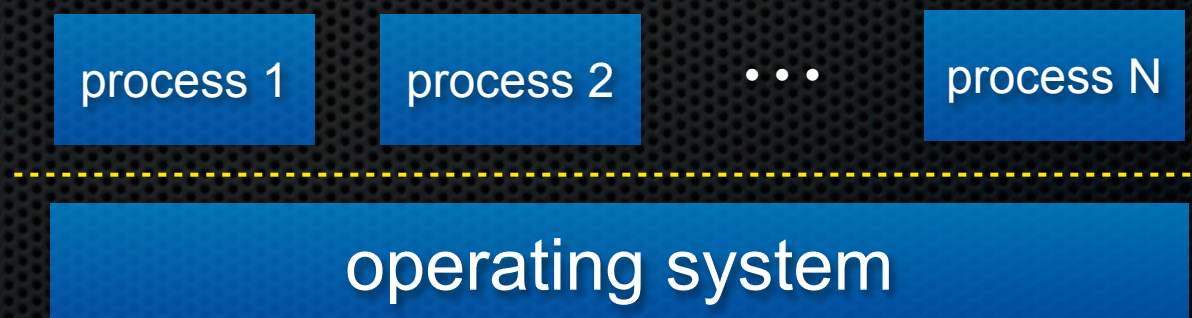 process 1 process 2 ... process N
operating system